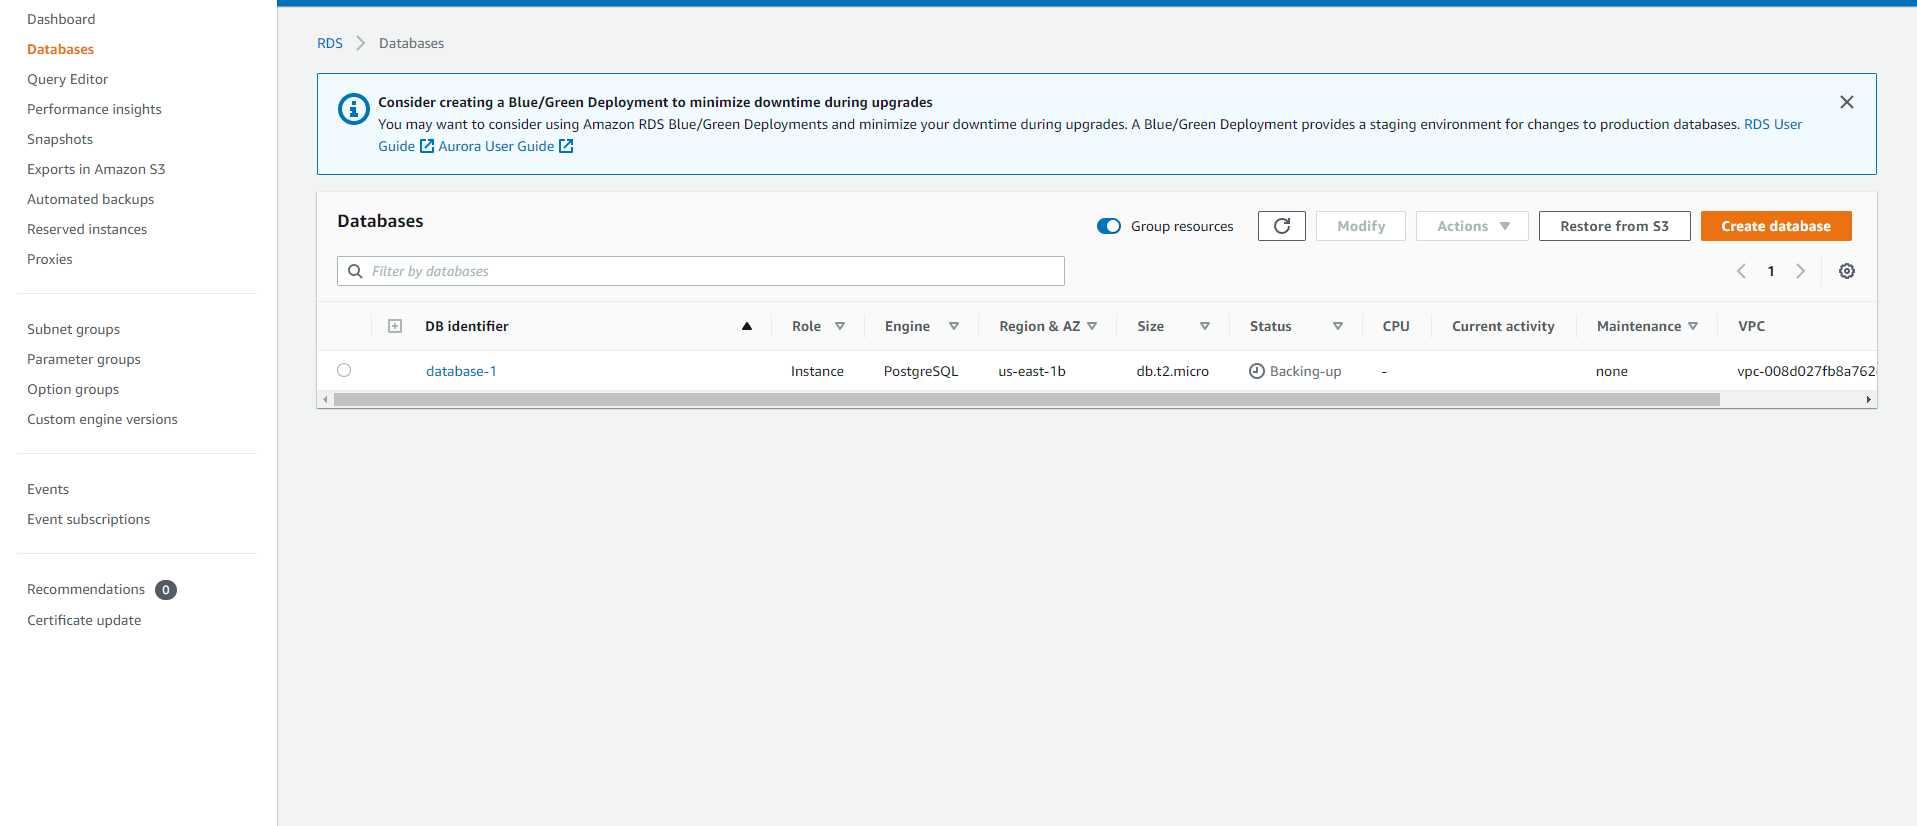 Dashboard
Databases
Query Editor
Performance insights
Snapshots
Exports in Amazon S3
Automated backups
Reserved instances
Proxies
Subnet groups
Parameter groups
Option groups
Custom engine versions
Events
Event subscriptions
Recommendations 0
Certificate update
RDS Databases
Consider creating a Blue/Green Deployment to minimize downtime during upgrades
You may want to consider using Amazon RDS Blue/Green Deployments and minimize your downtime during upgrades. A Blue/Green Deployment provides a staging environment for changes to production databases. RDS User
Guide Aurora User Guide
Databases
Group resources Modify Actions Restore from S3 Create database
Filter by databases
1
DB identifier Role Engine Region & AZ Size Status CPU Current activity Maintenance VPC
database-1 Instance PostgreSQL us-east-1b db.t2.micro Backing-up - none vpc-008d027fb8a762